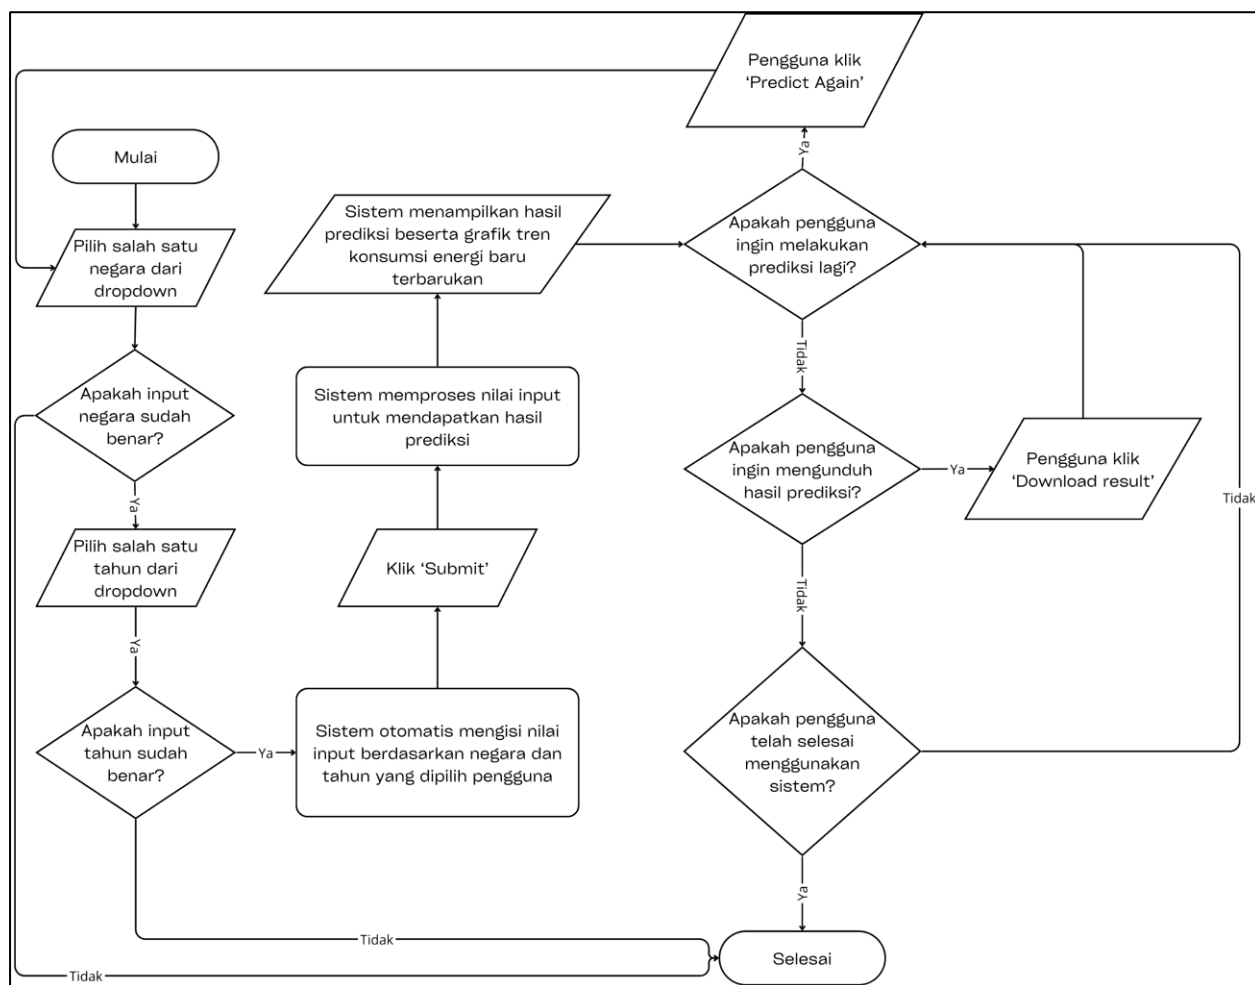 Pengguna klik
‘Predict Again’
Ya
Mulai
Pilih salah satu
negara dari
dropdown
Apakah input
negara sudah
benar?
Ya
Pilih salah satu
tahun dari
dropdown
Ya
Apakah input
tahun sudah
benar?
Ya
Sistem otomatis mengisi nilai
input berdasarkan negara dan
tahun yang dipilih pengguna
Klik ‘Submit’
Sistem memproses nilai input
untuk mendapatkan hasil
prediksi
Sistem menampilkan hasil
prediksi beserta grafik tren
konsumsi energi baru
terbarukan
Apakah pengguna
ingin melakukan
prediksi lagi?
Tidak
Apakah pengguna
ingin mengunduh
hasil prediksi?
Ya
Pengguna klik
‘Download result’
Tidak
Tidak
Apakah pengguna
telah selesai
menggunakan
sistem?
Ya
Tidak
Tidak
Selesai